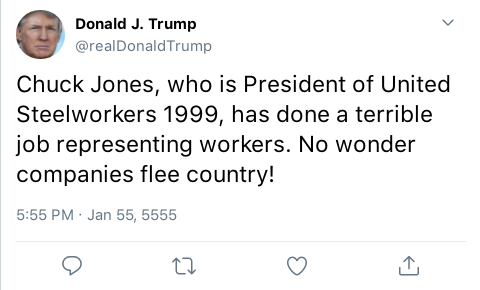 Donald J. Trump
@realDonaldTrump
Chuck Jones, who is President of United
Steelworkers 1999, has done a terrible
job representing workers. No wonder
companies flee country!
5:55 PM · Jan 55, 5555